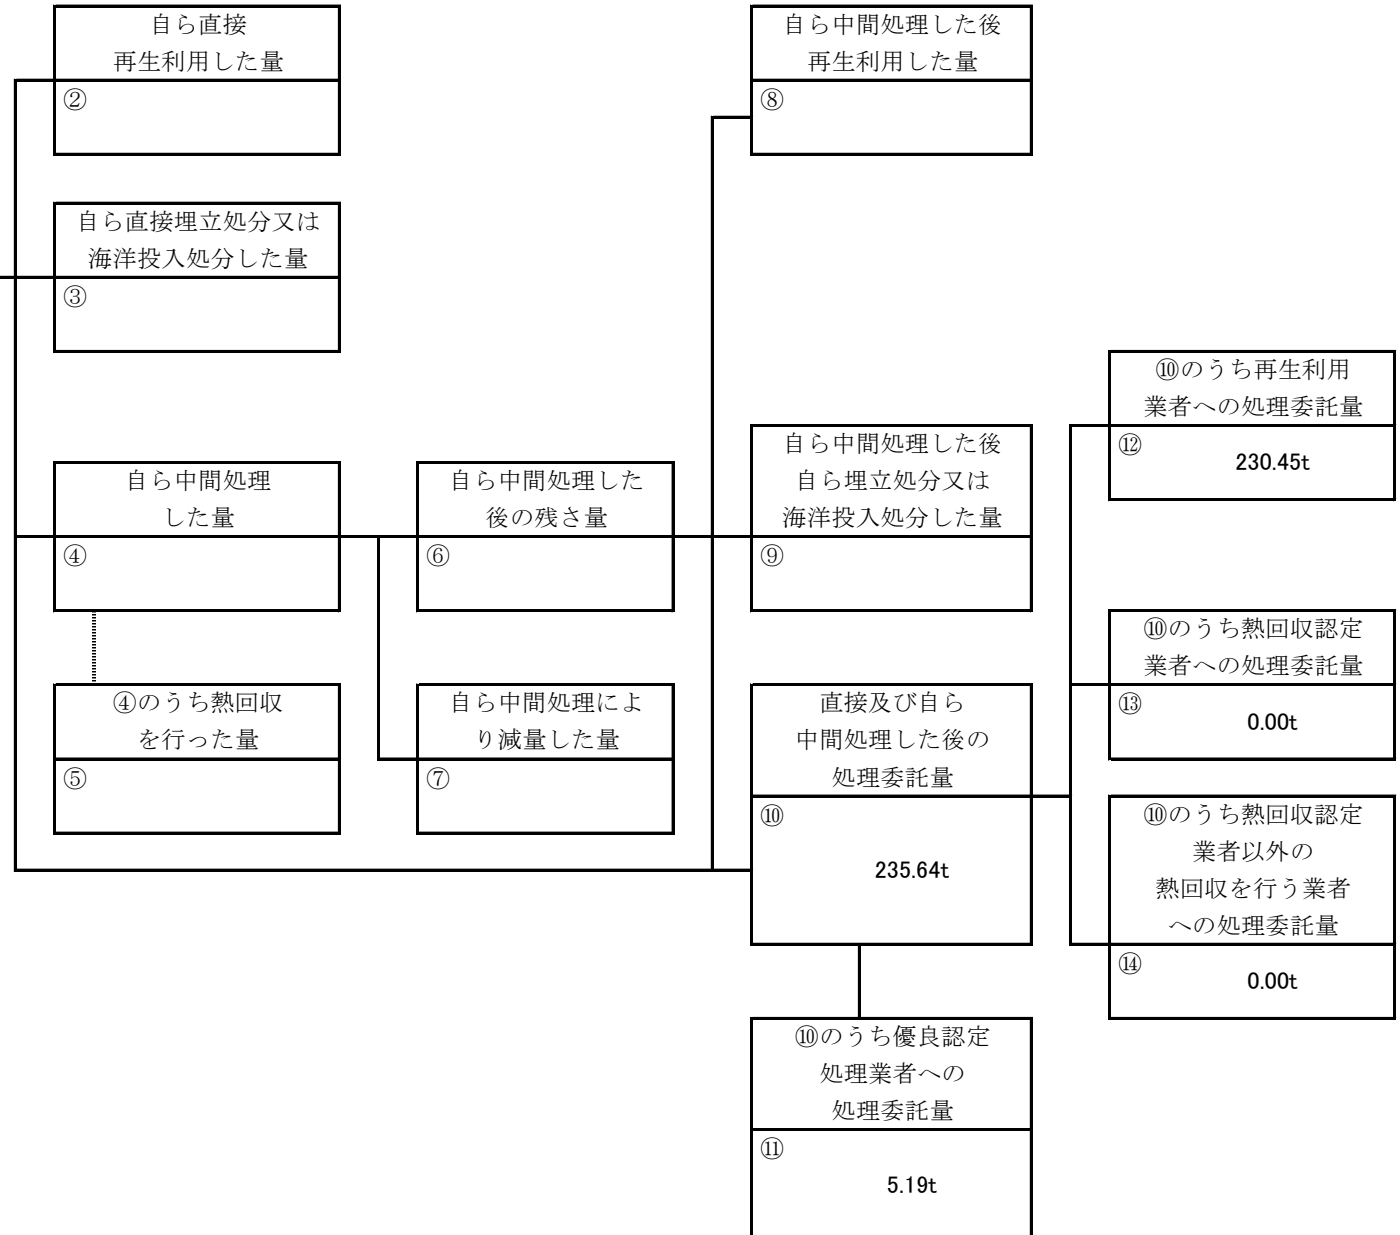 自ら直接
再生利用した量
②
自ら中間処理した後
再生利用した量
⑧
自ら直接埋立処分又は
海洋投入処分した量
③
⑩のうち再生利用
業者への処理委託量
⑫
230.45t
自ら中間処理
した量
④
自ら中間処理した
後の残さ量
⑥
自ら中間処理した後
自ら埋立処分又は
海洋投入処分した量
⑨
⑩のうち熱回収認定
業者への処理委託量
⑬
0.00t
④のうち熱回収
を行った量
⑤
自ら中間処理によ
り減量した量
⑦
直接及び自ら
中間処理した後の
処理委託量
⑩
235.64t
⑩のうち熱回収認定
業者以外の
熱回収を行う業者
への処理委託量
⑭
0.00t
⑩のうち優良認定
処理業者への
処理委託量
⑪
5.19t